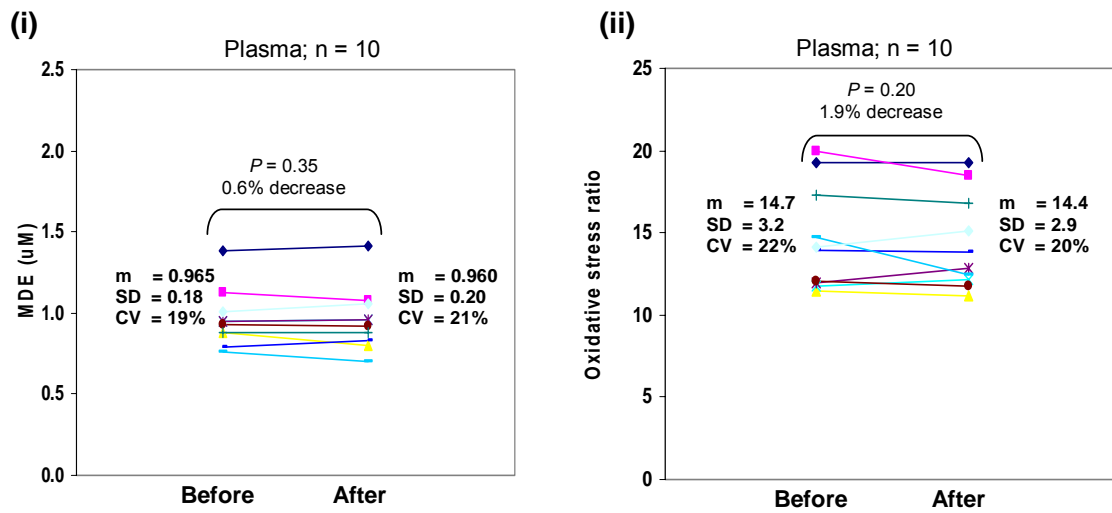 (i)
Plasma; n = 10
2.5
2.0
1.5
1.0
0.5
0.0
MDE (uM)
P = 0.35
0.6% decrease
m = 0.965
SD = 0.18
CV = 19%
m = 0.960
SD = 0.20
CV = 21%
Before After
(ii)
Plasma; n = 10
25
20
15
10
5
0
Oxidative stress ratio
P = 0.20
1.9% decrease
m = 14.7
SD = 3.2
CV = 22%
m = 14.4
SD = 2.9
CV = 20%
Before After